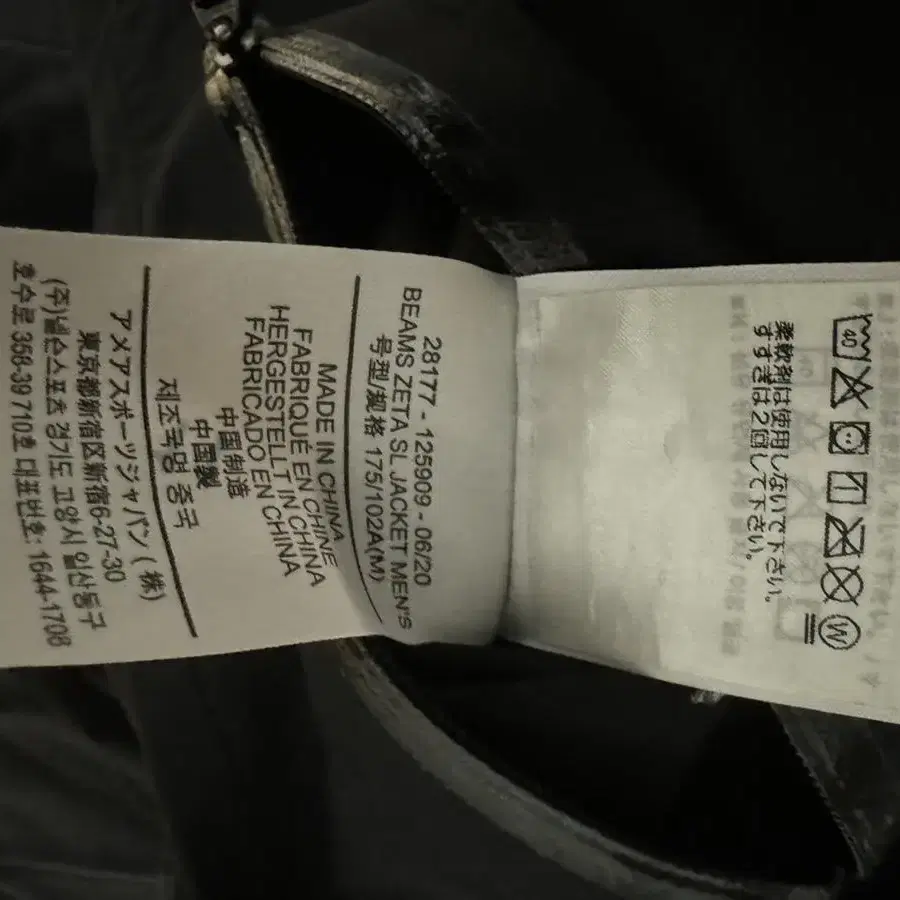 40
W
柔軟剤は使用しないで下さい。
すすぎは2回して下さい。
28177 - 125909 - 06/20
BEAMS ZETA SL JACKET MEN'S
号型/规格 175/102A(M)
MADE IN CHINA
FABRIQUÉ EN CHINE
HERGESTELLT IN CHINA
FABRICADO EN CHINA
中国制造
中国製
제조국명 중국
アメアスポーツジャパン(株)
東京都新宿区新宿6-27-30
(주)넬슨스포츠 경기도 고양시 일산동구
호수로 358-39 710호 대표번호: 1644-1708